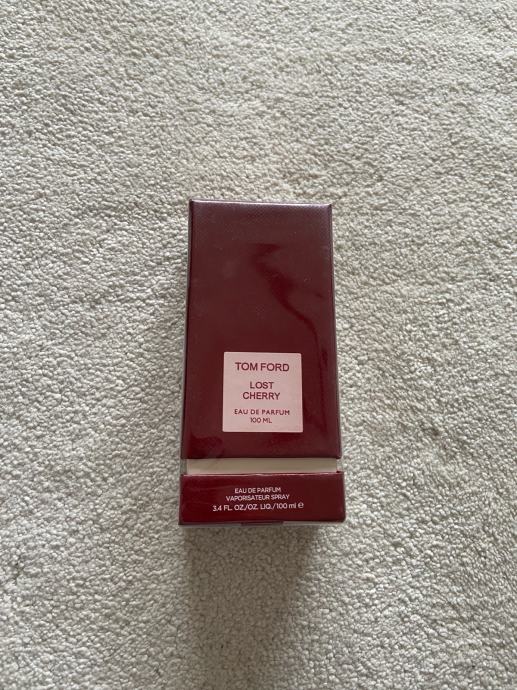 TOM FORD
LOST
CHERRY
EAU DE PARFUM
100 ML
EAU DE PARFUM
VAPORISATEUR SPRAY
3.4 FL. OZ./OZ. LIQ./100 ml ℮